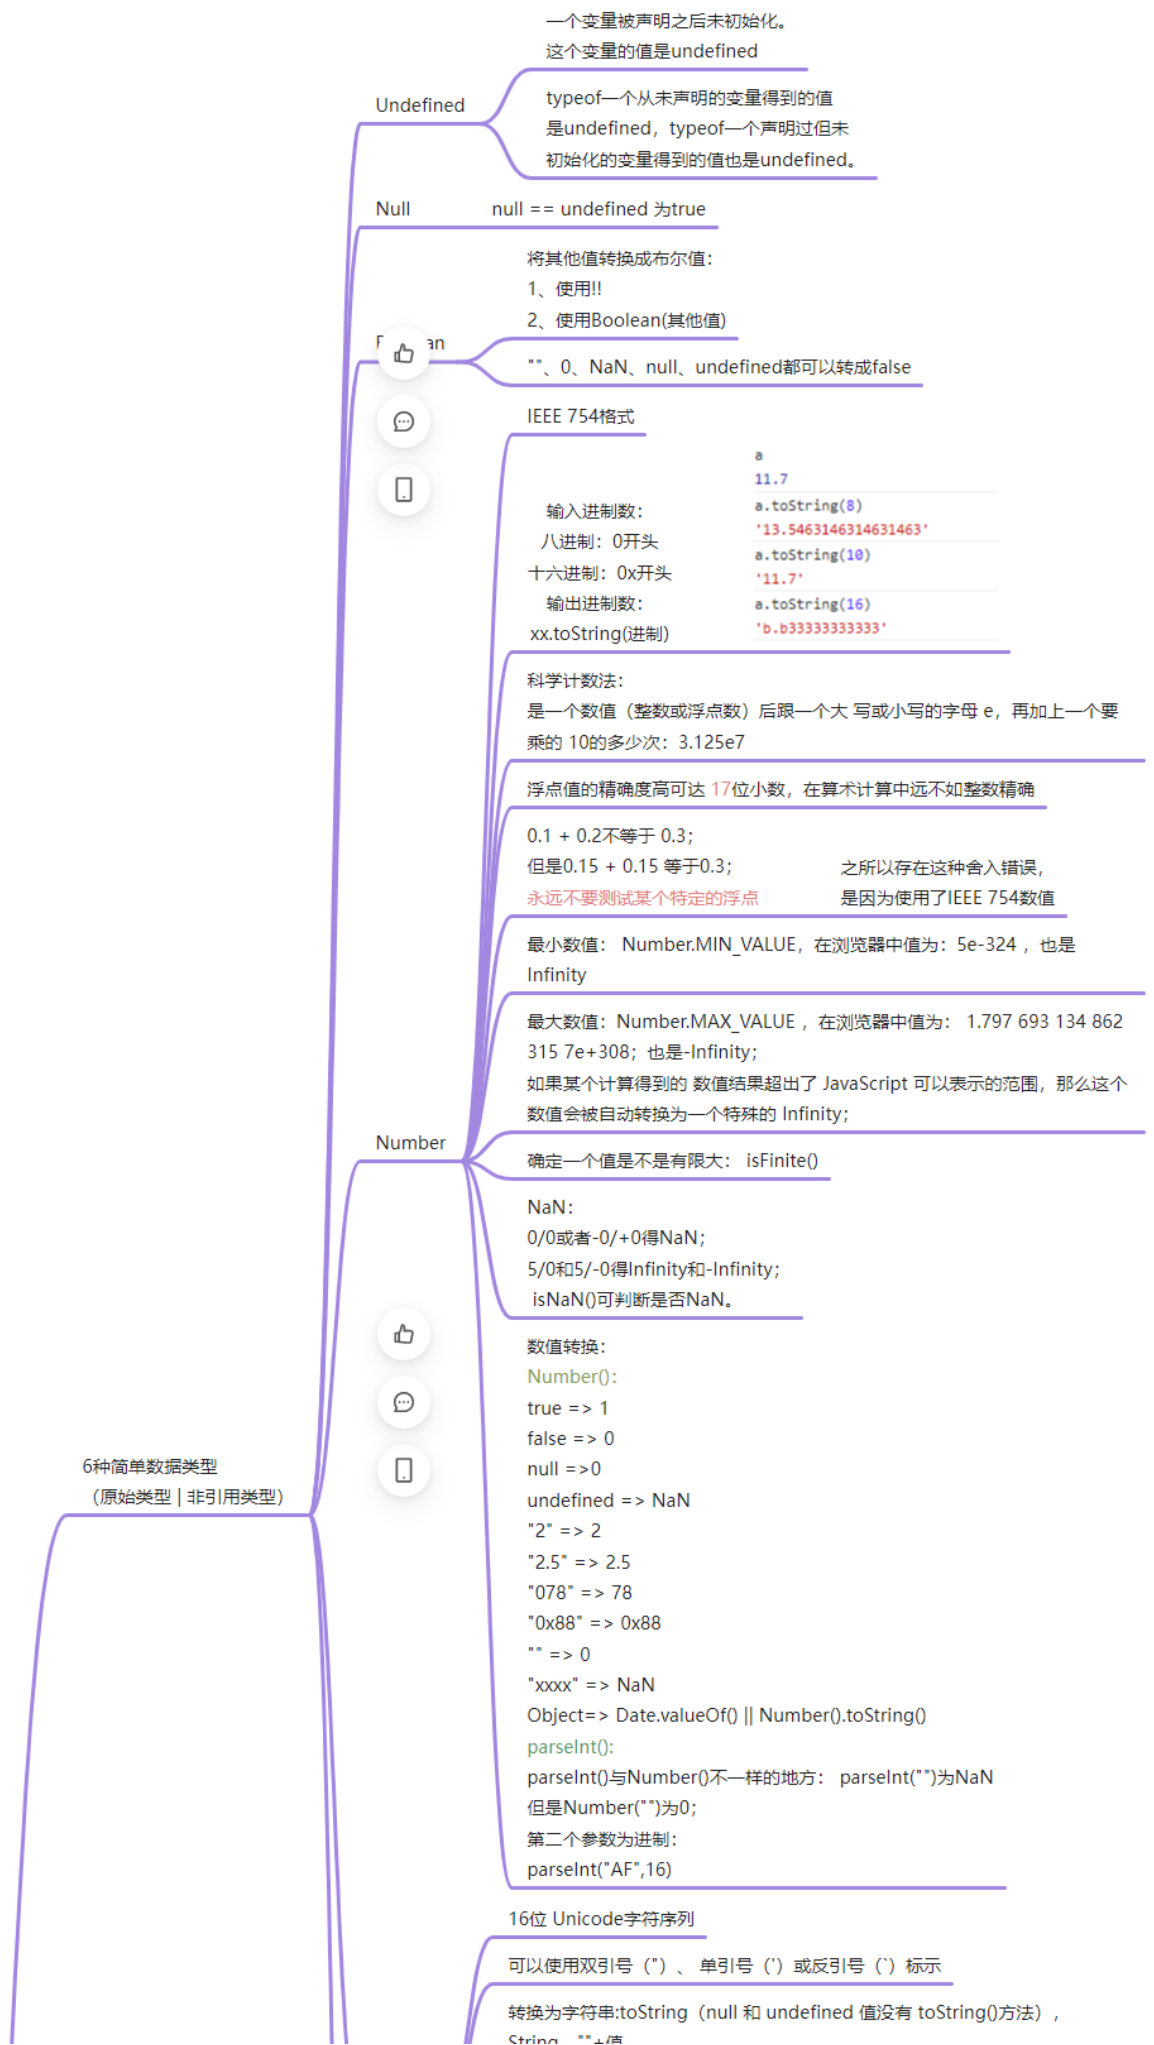 一个变量被声明之后未初始化。
这个变量的值是undefined
Undefined
typeof一个从未声明的变量得到的值
是undefined，typeof一个声明过但未
初始化的变量得到的值也是undefined。
Null
null == undefined 为true
将其他值转换成布尔值：
1、使用!!
2、使用Boolean(其他值)
""、0、NaN、null、undefined都可以转成false
IEEE 754格式
输入进制数：
八进制：0开头
十六进制：0x开头
输出进制数：
xx.toString(进制)
a
11.7
a.toString(8)
'13.5463146314631463'
a.toString(10)
'11.7'
a.toString(16)
'b.b33333333333'
科学计数法：
是一个数值（整数或浮点数）后跟一个大 写或小写的字母 e，再加上一个要
乘的 10的多少次：3.125e7
浮点值的精确度高可达 17位小数，在算术计算中远不如整数精确
0.1 + 0.2不等于 0.3；
但是0.15 + 0.15 等于0.3；
永远不要测试某个特定的浮点
之所以存在这种舍入错误，
是因为使用了IEEE 754数值
最小数值： Number.MIN_VALUE，在浏览器中值为：5e-324 ，也是
Infinity
最大数值：Number.MAX_VALUE ，在浏览器中值为： 1.797 693 134 862
315 7e+308；也是-Infinity；
如果某个计算得到的 数值结果超出了 JavaScript 可以表示的范围，那么这个
数值会被自动转换为一个特殊的 Infinity；
Number
确定一个值是不是有限大： isFinite()
NaN：
0/0或者-0/+0得NaN；
5/0和5/-0得Infinity和-Infinity；
isNaN()可判断是否NaN。
数值转换：
Number()：
true => 1
false => 0
null =>0
undefined => NaN
"2" => 2
"2.5" => 2.5
"078" => 78
"0x88" => 0x88
"" => 0
"xxxx" => NaN
Object=> Date.valueOf() || Number().toString()
parseInt():
parseInt()与Number()不一样的地方： parseInt("")为NaN
但是Number("")为0；
第二个参数为进制：
parseInt("AF",16)
6种简单数据类型
（原始类型 | 非引用类型）
16位 Unicode字符序列
可以使用双引号（"）、 单引号（'）或反引号（`）标示
转换为字符串:toString（null 和 undefined 值没有 toString()方法），